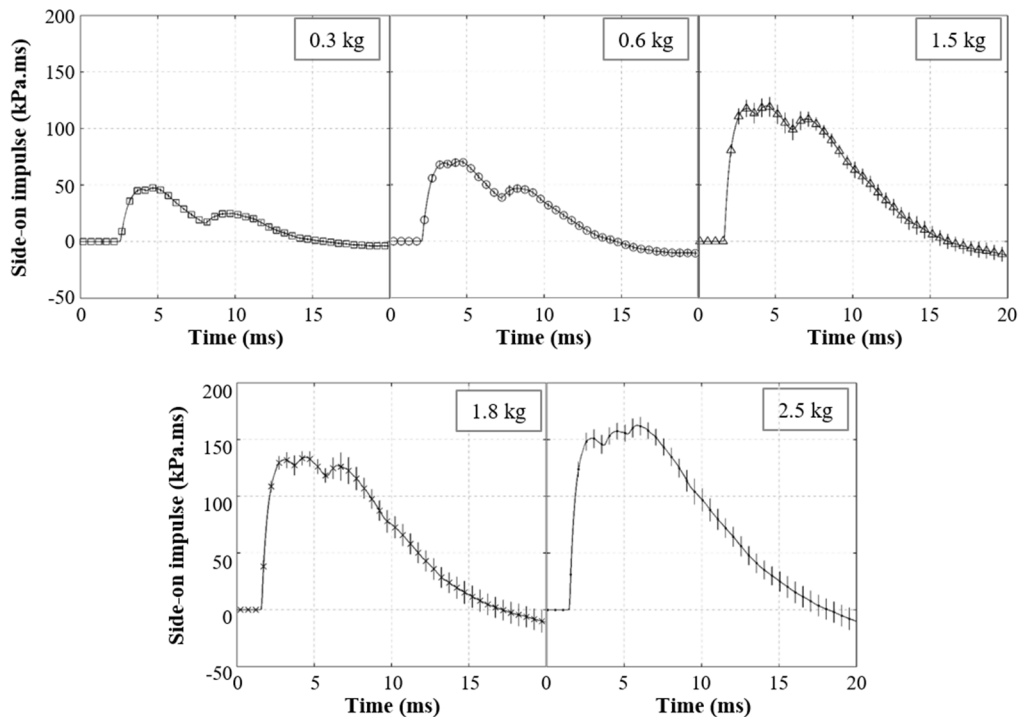 0.3 kg
0.6 kg
1.5 kg
200
150
100
50
0
-50
Side-on impulse (kPa.ms)
0 5 10 15 0 5 10 15 0 5 10 15 20
Time (ms) Time (ms) Time (ms)
1.8 kg
2.5 kg
200
150
100
50
0
-50
Side-on impulse (kPa.ms)
0 5 10 15 0 5 10 15 20
Time (ms) Time (ms)